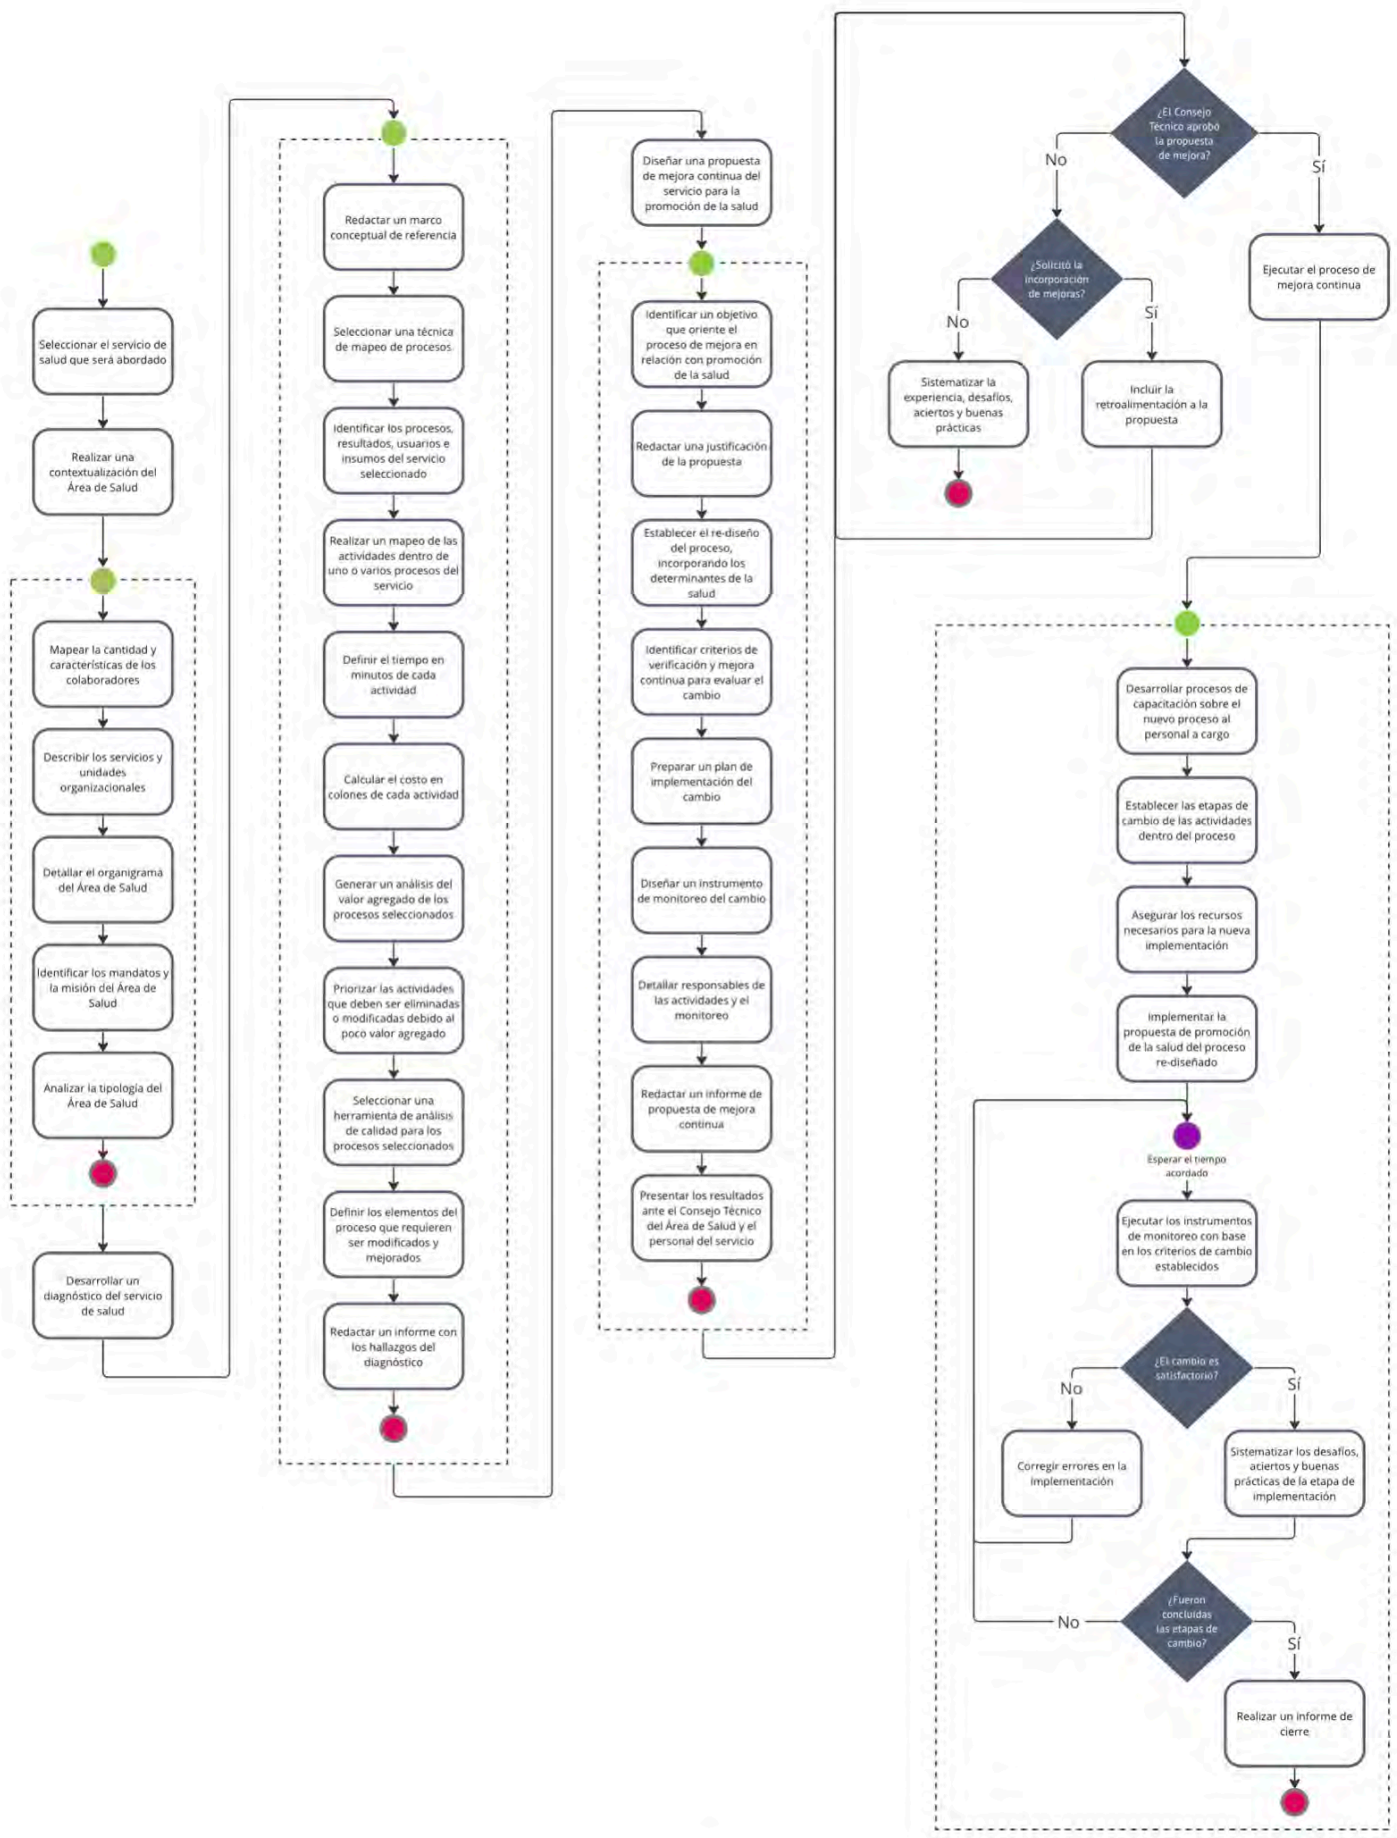 Seleccionar el servicio de
salud que será abordado
Realizar una
contextualización del
Área de Salud
Mapear la cantidad y
características de los
colaboradores
Describir los servicios y
unidades
organizacionales
Detallar el organigrama
del Área de Salud
Identificar los mandatos y
la misión del Área de
Salud
Analizar la tipología del
Área de Salud
Desarrollar un
diagnóstico del servicio
de salud
Redactar un marco
conceptual de referencia
Seleccionar una técnica
de mapeo de procesos
Identificar los procesos,
resultados, usuarios e
insumos del servicio
seleccionado
Realizar un mapeo de las
actividades dentro de
uno o varios procesos del
servicio
Definir el tiempo en
minutos de cada
actividad
Calcular el costo en
colones de cada actividad
Generar un análisis del
valor agregado de los
procesos seleccionados
Priorizar las actividades
que deben ser eliminadas
o modificadas debido al
poco valor agregado
Seleccionar una
herramienta de análisis
de calidad para los
procesos seleccionados
Definir los elementos del
proceso que requieren
ser modificados y
mejorados
Redactar un informe con
los hallazgos del
diagnóstico
Diseñar una propuesta
de mejora continua del
servicio para la
promoción de la salud
Identificar un objetivo
que oriente el
proceso de mejora en
relación con promoción
de la salud
Redactar una justificación
de la propuesta
Establecer el re-diseño
del proceso,
incorporando los
determinantes de la
salud
Identificar criterios de
verificación y mejora
continua para evaluar el
cambio
Preparar un plan de
implementación del
cambio
Diseñar un instrumento
de monitoreo del cambio
Detallar responsables de
las actividades y el
monitoreo
Redactar un informe de
propuesta de mejora
continua
Presentar los resultados
ante el Consejo Técnico
del Área de Salud y el
personal del servicio
¿El Consejo
Técnico aprobó
la propuesta
de mejora?
No
Sí
¿Solicitó la
incorporación
de mejoras?
Ejecutar el proceso de
mejora continua
No
Sí
Sistematizar la
experiencia, desafíos,
aciertos y buenas
prácticas
Incluir la
retroalimentación a la
propuesta
Desarrollar procesos de
capacitación sobre el
nuevo proceso al
personal a cargo
Establecer las etapas de
cambio de las actividades
dentro del proceso
Asegurar los recursos
necesarios para la nueva
implementación
Implementar la
propuesta de promoción
de la salud del proceso
re-diseñado
Esperar el tiempo
acordado
Ejecutar los instrumentos
de monitoreo con base
en los criterios de cambio
establecidos
¿El cambio es
satisfactorio?
No
Sí
Corregir errores en la
implementación
Sistematizar los desafíos,
aciertos y buenas
prácticas de la etapa de
implementación
¿Fueron
concluidas
las etapas de
cambio?
No
Sí
Realizar un informe de
cierre